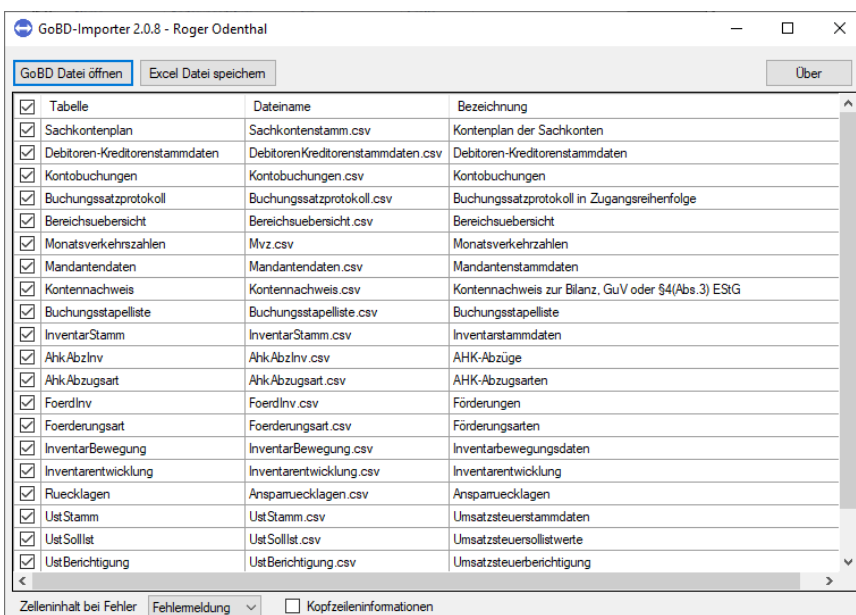 GoBD-Importer 2.0.8 - Roger Odenthal
GoBD Datei öffnen Excel Datei speichern Über
Tabelle Dateiname Bezeichnung
Sachkontenplan Sachkontenstamm.csv Kontenplan der Sachkonten
Debitoren-Kreditorenstammdaten DebitorenKreditorenstammdaten.csv Debitoren-Kreditorenstammdaten
Kontobuchungen Kontobuchungen.csv Kontobuchungen
Buchungssatzprotokoll Buchungssatzprotokoll.csv Buchungssatzprotokoll in Zugangsreihenfolge
Bereichsuebersicht Bereichsuebersicht.csv Bereichsuebersicht
Monatsverkehrszahlen Mvz.csv Monatsverkehrzahlen
Mandantendaten Mandantendaten.csv Mandantenstammdaten
Kontennachweis Kontennachweis.csv Kontennachweis zur Bilanz, GuV oder §4(Abs.3) EStG
Buchungsstapelliste Buchungsstapelliste.csv Buchungsstapelliste
InventarStamm InventarStamm.csv Inventarstammdaten
AhkAbzInv AhkAbzInv.csv AHK-Abzüge
AhkAbzugsart AhkAbzugsart.csv AHK-Abzugsarten
FoerdInv FoerdInv.csv Förderungen
Foerderungsart Foerderungsart.csv Förderungsarten
InventarBewegung InventarBewegung.csv Inventarbewegungsdaten
Inventarentwicklung Inventarentwicklung.csv Inventarentwicklung
Ruecklagen Ansparruecklagen.csv Ansparruecklagen
UstStamm UstStamm.csv Umsatzsteuerstammdaten
UstSollIst UstSollIst.csv Umsatzsteuersollistwerte
UstBerichtigung UstBerichtigung.csv Umsatzsteuerberichtigung
Zelleninhalt bei Fehler Fehlermeldung Kopfzeileninformationen